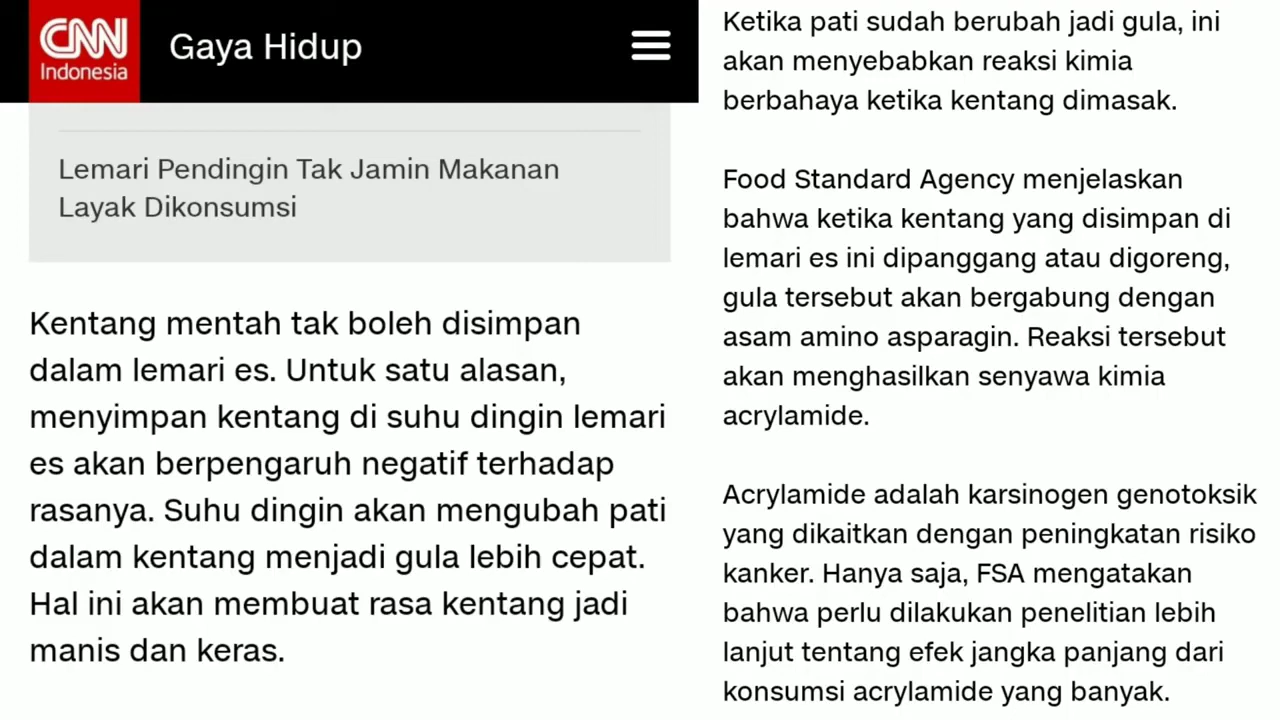 CNN
Indonesia
Gaya Hidup
Lemari Pendingin Tak Jamin Makanan
Layak Dikonsumsi
Kentang mentah tak boleh disimpan
dalam lemari es. Untuk satu alasan,
menyimpan kentang di suhu dingin lemari
es akan berpengaruh negatif terhadap
rasanya. Suhu dingin akan mengubah pati
dalam kentang menjadi gula lebih cepat.
Hal ini akan membuat rasa kentang jadi
manis dan keras.
Ketika pati sudah berubah jadi gula, ini
akan menyebabkan reaksi kimia
berbahaya ketika kentang dimasak.
Food Standard Agency menjelaskan
bahwa ketika kentang yang disimpan di
lemari es ini dipanggang atau digoreng,
gula tersebut akan bergabung dengan
asam amino asparagin. Reaksi tersebut
akan menghasilkan senyawa kimia
acrylamide.
Acrylamide adalah karsinogen genotoksik
yang dikaitkan dengan peningkatan risiko
kanker. Hanya saja, FSA mengatakan
bahwa perlu dilakukan penelitian lebih
lanjut tentang efek jangka panjang dari
konsumsi acrylamide yang banyak.